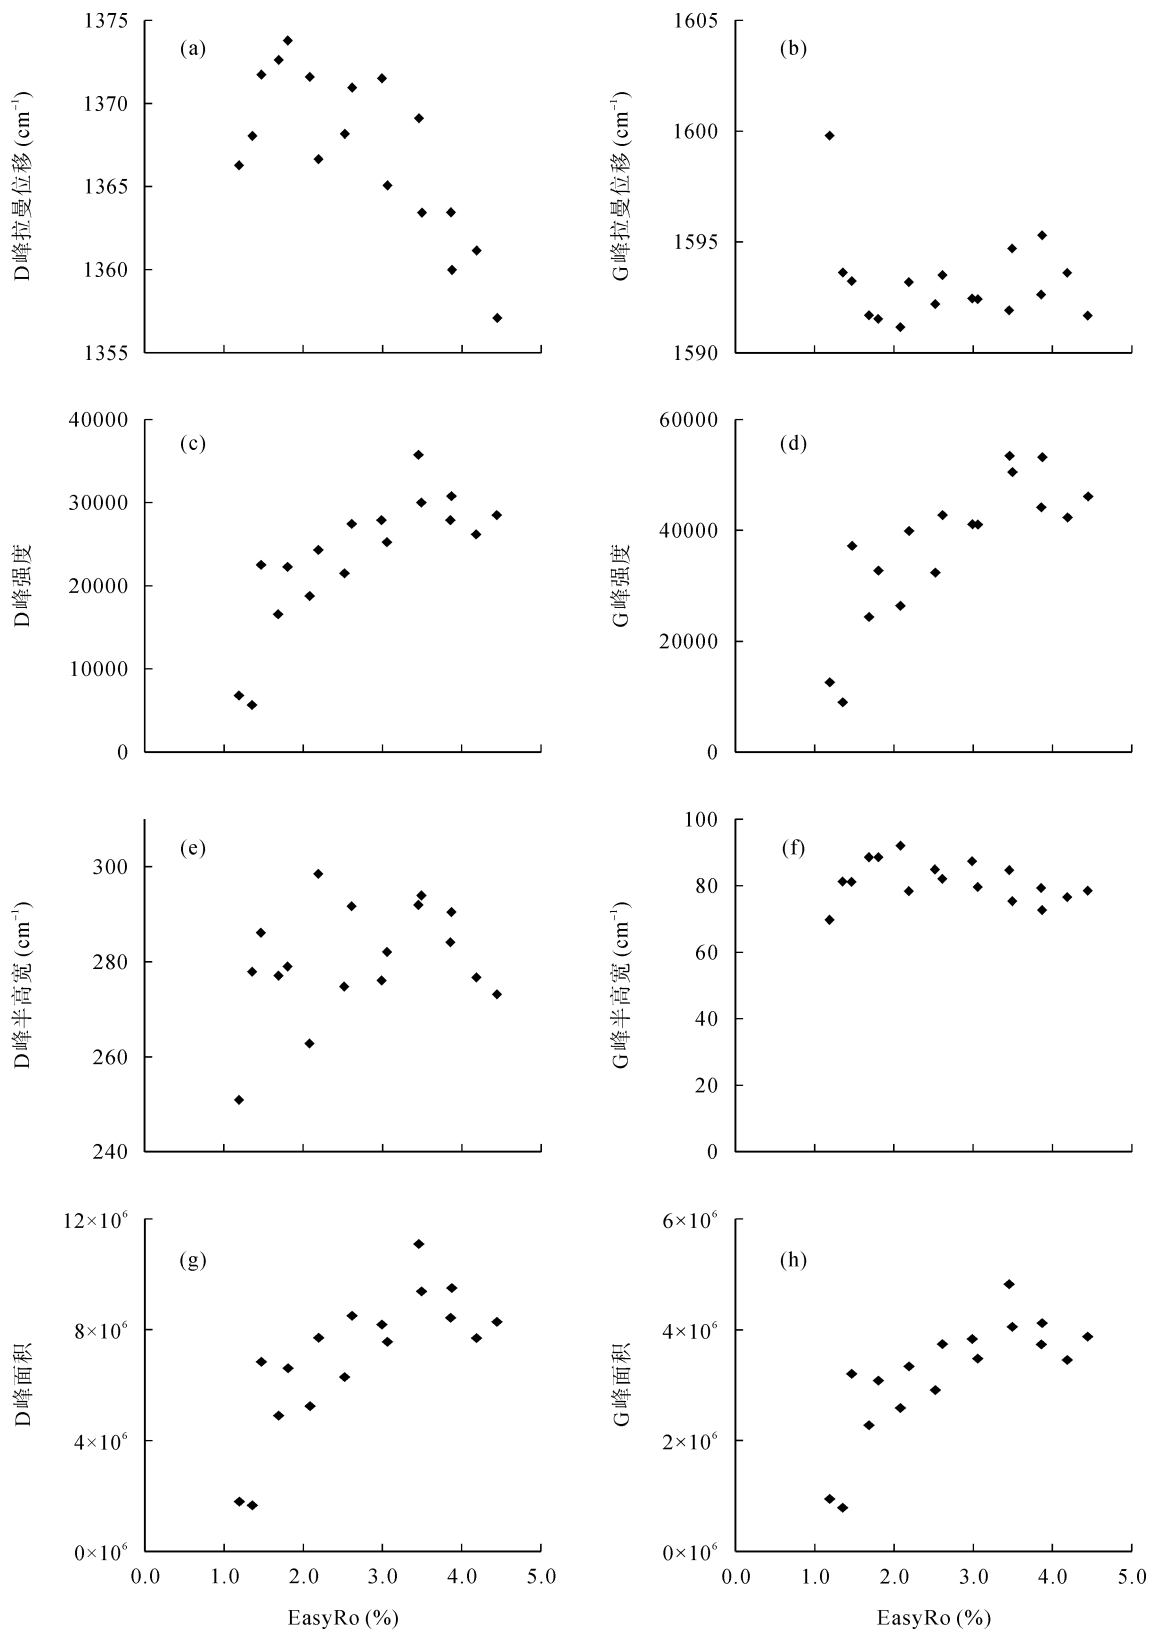 1375
1370
1365
1360
1355
D峰拉曼位移 (cm⁻¹)
(a)
1605
1600
1595
1590
G峰拉曼位移 (cm⁻¹)
(b)
40000
30000
20000
10000
0
D峰强度
(c)
60000
40000
20000
0
G峰强度
(d)
300
280
260
240
D峰半高宽 (cm⁻¹)
(e)
100
80
60
40
20
0
G峰半高宽 (cm⁻¹)
(f)
12×10⁶
8×10⁶
4×10⁶
0×10⁶
D峰面积
(g)
0.0 1.0 2.0 3.0 4.0 5.0
EasyRo (%)
6×10⁶
4×10⁶
2×10⁶
0×10⁶
G峰面积
(h)
0.0 1.0 2.0 3.0 4.0 5.0
EasyRo (%)